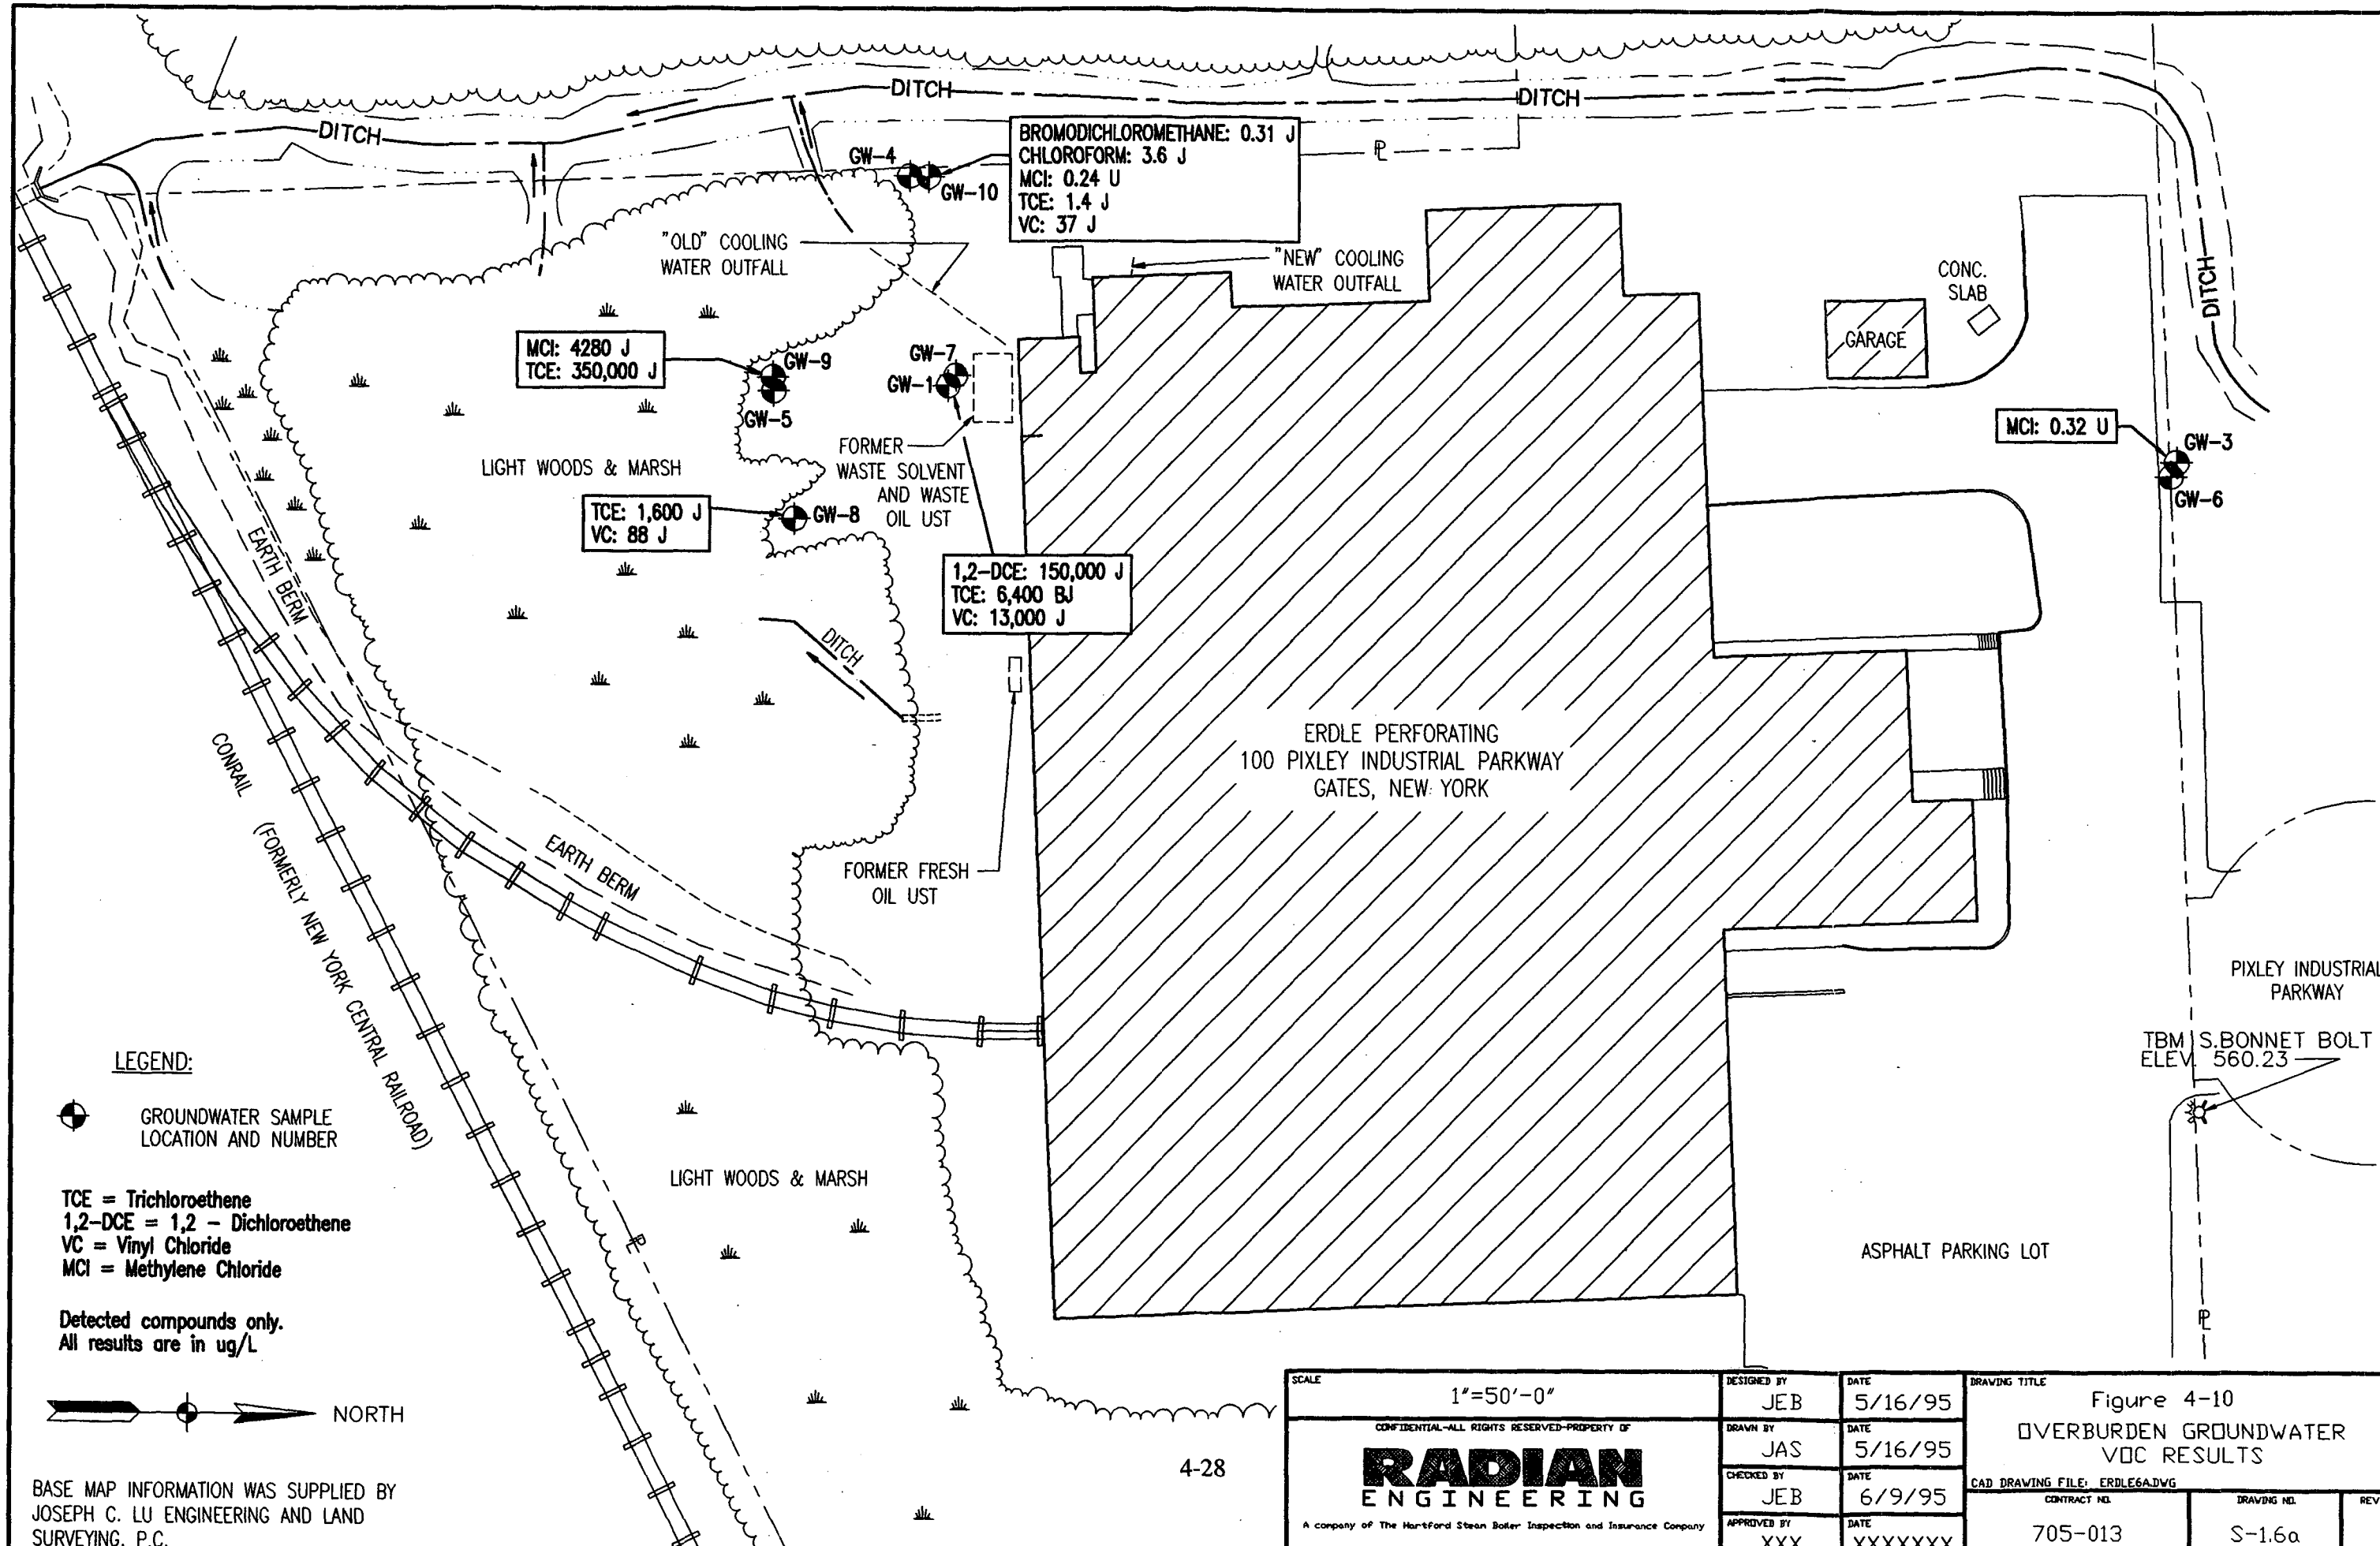 DITCH
DITCH
DITCH
DITCH
GW-4
GW-10
BROMODICHLOROMETHANE: 0.31 J
CHLOROFORM: 3.6 J
MCl: 0.24 U
TCE: 1.4 J
VC: 37 J
"OLD" COOLING
WATER OUTFALL
"NEW" COOLING
WATER OUTFALL
CONC.
SLAB
GARAGE
MCl: 4280 J
TCE: 350,000 J
GW-9
GW-5
GW-7
GW-1
MCl: 0.32 U
GW-3
GW-6
FORMER
WASTE SOLVENT
AND WASTE
OIL UST
LIGHT WOODS & MARSH
TCE: 1,600 J
VC: 88 J
GW-8
1,2-DCE: 150,000 J
TCE: 6,400 BJ
VC: 13,000 J
EARTH BERM
DITCH
ERDLE PERFORATING
100 PIXLEY INDUSTRIAL PARKWAY
GATES, NEW YORK
CONRAIL (FORMERLY NEW YORK CENTRAL RAILROAD)
EARTH BERM
FORMER FRESH
OIL UST
PIXLEY INDUSTRIAL
PARKWAY
TBM S.BONNET BOLT
ELEV. 560.23
LIGHT WOODS & MARSH
ASPHALT PARKING LOT
LEGEND:
GROUNDWATER SAMPLE
LOCATION AND NUMBER
TCE = Trichloroethene
1,2-DCE = 1,2 - Dichloroethene
VC = Vinyl Chloride
MCl = Methylene Chloride
Detected compounds only.
All results are in ug/L
NORTH
BASE MAP INFORMATION WAS SUPPLIED BY
JOSEPH C. LU ENGINEERING AND LAND
SURVEYING, P.C.
4-28
SCALE
1"=50'-0"
CONFIDENTIAL-ALL RIGHTS RESERVED-PROPERTY OF
RADIAN
ENGINEERING
A company of The Hartford Steam Boiler Inspection and Insurance Company
DESIGNED BY
JEB
DATE
5/16/95
DRAWN BY
JAS
DATE
5/16/95
CHECKED BY
JEB
DATE
6/9/95
APPROVED BY
XXX
DATE
XXXXXXX
DRAWING TITLE
Figure 4-10
OVERBURDEN GROUNDWATER
VOC RESULTS
CAD DRAWING FILE: ERDLE6A.DWG
CONTRACT NO.
705-013
DRAWING NO.
S-1.6a
REV